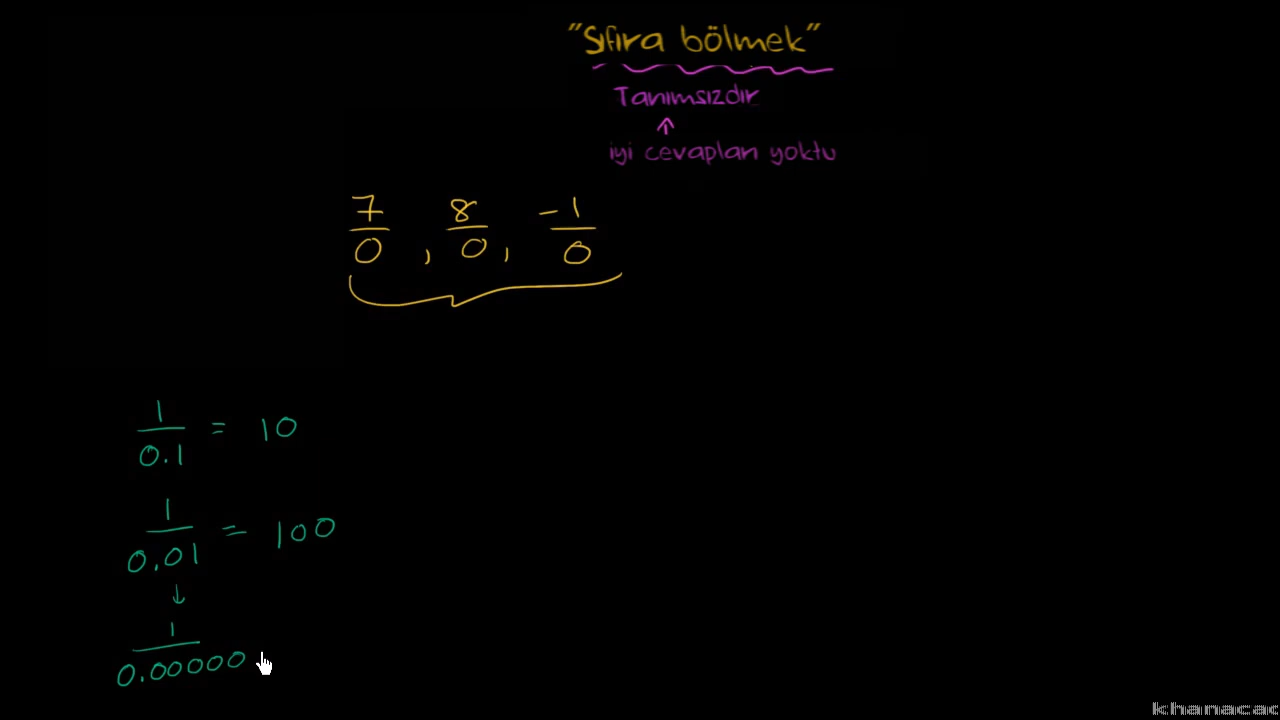 "Sıfıra bölmek"
Tanımsızdır
↑
iyi cevapları yoktu
7/0 , 8/0 , -1/0
1/0.1 = 10
1/0.01 = 100
↓
1/0.00000
khanacad